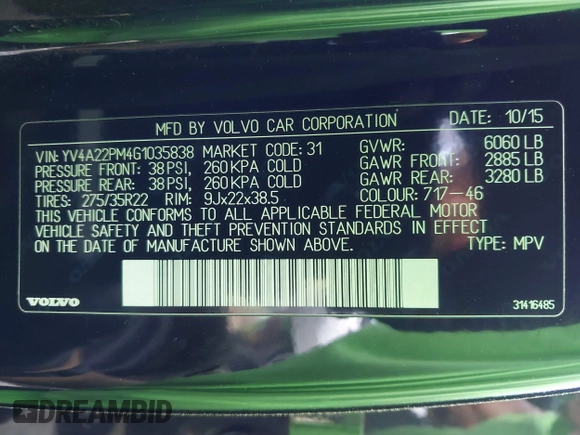 MFD BY VOLVO CAR CORPORATION DATE: 10/15
VIN: YV4A22PM4G1035838 MARKET CODE: 31 GVWR: 6060 LB
PRESSURE FRONT: 38 PSI, 260 KPA COLD GAWR FRONT: 2885 LB
PRESSURE REAR: 38 PSI, 260 KPA COLD GAWR REAR: 3280 LB
TIRES: 275/35R22 RIM: 9Jx22x38.5 COLOUR: 717-46
THIS VEHICLE CONFORMS TO ALL APPLICABLE FEDERAL MOTOR
VEHICLE SAFETY AND THEFT PREVENTION STANDARDS IN EFFECT
ON THE DATE OF MANUFACTURE SHOWN ABOVE. TYPE: MPV
VOLVO 31416485
DREAMBID